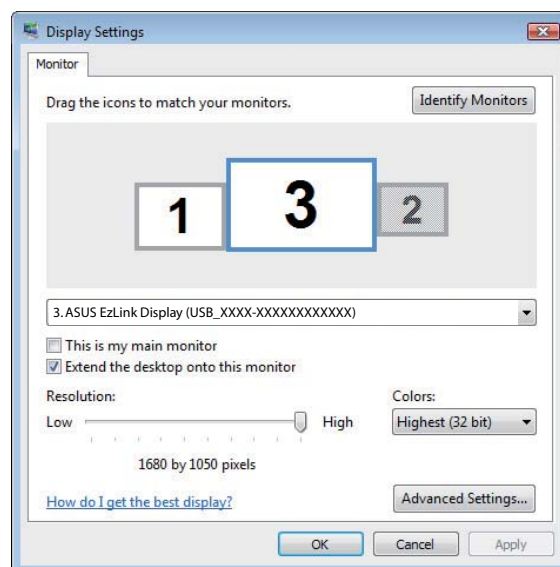 Display Settings
Monitor
Drag the icons to match your monitors.
Identify Monitors
1
3
2
3. ASUS EzLink Display (USB_XXXX-XXXXXXXXXXXX)
This is my main monitor
Extend the desktop onto this monitor
Resolution:
Colors:
Low
High
Highest (32 bit)
1680 by 1050 pixels
How do I get the best display?
Advanced Settings...
OK
Cancel
Apply